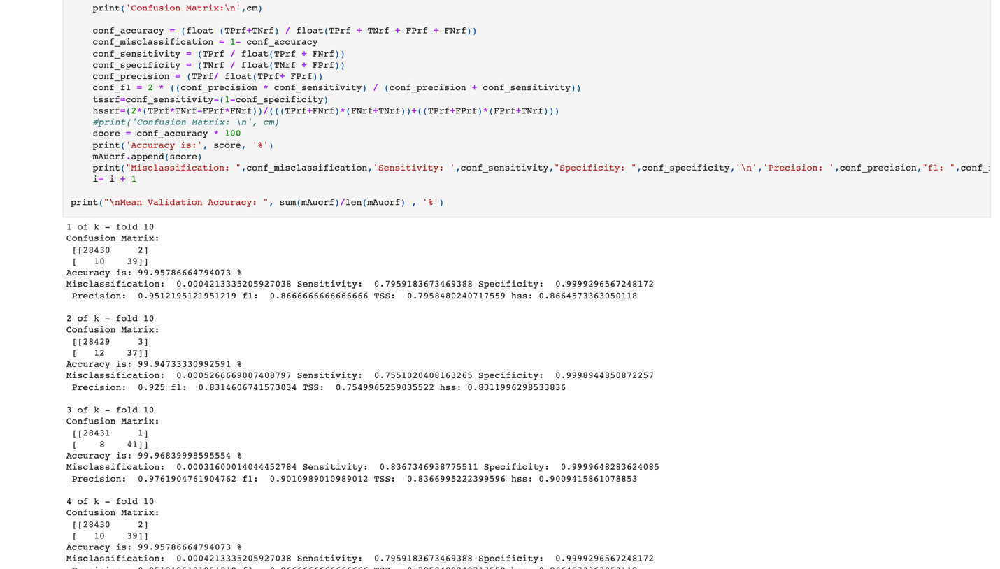 print('Confusion Matrix:\n',cm)
conf_accuracy = (float (TPrf+TNrf) / float(TPrf + TNrf + FPrf + FNrf))
conf_misclassification = 1- conf_accuracy
conf_sensitivity = (TPrf / float(TPrf + FNrf))
conf_specificity = (TNrf / float(TNrf + FPrf))
conf_precision = (TPrf/ float(TPrf+ FPrf))
conf_f1 = 2 * ((conf_precision * conf_sensitivity) / (conf_precision + conf_sensitivity))
tssrf=conf_sensitivity-(1-conf_specificity)
hssrf=(2*(TPrf*TNrf-FPrf*FNrf))/(((TPrf+FNrf)*(FNrf+TNrf))+((TPrf+FPrf)*(FPrf+TNrf)))
#print('Confusion Matrix: \n', cm)
score = conf_accuracy * 100
print('Accuracy is:', score, '%')
mAucrf.append(score)
print("Misclassification: ",conf_misclassification,'Sensitivity: ',conf_sensitivity,"Specificity: ",conf_specificity,'\n','Precision: ',conf_precision,"f1: ",conf_
i= i + 1
print("\nMean Validation Accuracy: ", sum(mAucrf)/len(mAucrf) , '%')
1 of k - fold 10
Confusion Matrix:
[[28430 2]
[ 10 39]]
Accuracy is: 99.95786664794073 %
Misclassification: 0.0004213335205927038 Sensitivity: 0.7959183673469388 Specificity: 0.9999296567248172
Precision: 0.9512195121951219 f1: 0.8666666666666666 TSS: 0.7958480240717559 hss: 0.8664573363050118
2 of k - fold 10
Confusion Matrix:
[[28429 3]
[ 12 37]]
Accuracy is: 99.94733330992591 %
Misclassification: 0.0005266669007408797 Sensitivity: 0.7551020408163265 Specificity: 0.9998944850872257
Precision: 0.925 f1: 0.8314606741573034 TSS: 0.7549965259035522 hss: 0.8311996298533836
3 of k - fold 10
Confusion Matrix:
[[28431 1]
[ 8 41]]
Accuracy is: 99.96839998595554 %
Misclassification: 0.00031600014044452784 Sensitivity: 0.8367346938775511 Specificity: 0.9999648283624085
Precision: 0.9761904761904762 f1: 0.9010989010989012 TSS: 0.8366995222399596 hss: 0.9009415861078853
4 of k - fold 10
Confusion Matrix:
[[28430 2]
[ 10 39]]
Accuracy is: 99.95786664794073 %
Misclassification: 0.0004213335205927038 Sensitivity: 0.7959183673469388 Specificity: 0.9999296567248172